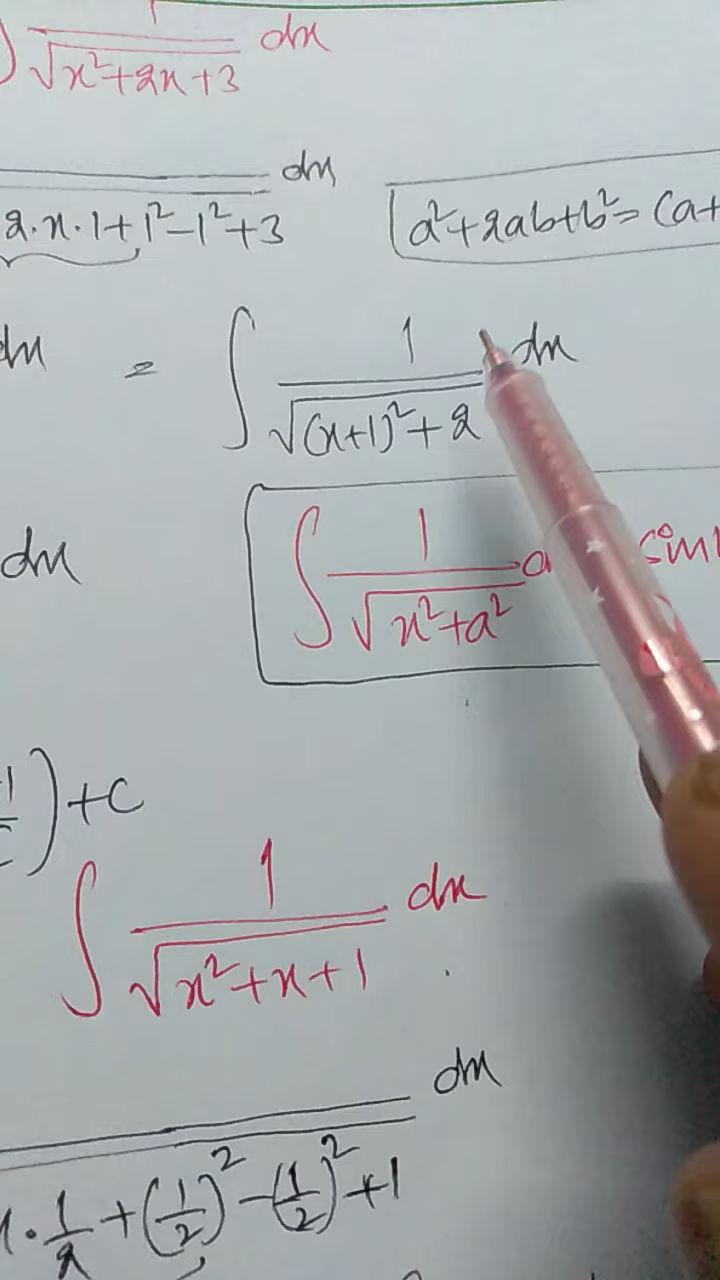 1
√x²+2x+3 dx
dx
2·x·1+1²-1²+3
a²+2ab+b²=(a+
dx = ∫ 1/√(x+1)²+2 dx
dx
∫ 1/√x²+a² sin
)+c
∫ 1/√x²+x+1 dx
dx
x·1/2+(1/2)²-(1/2)²+1